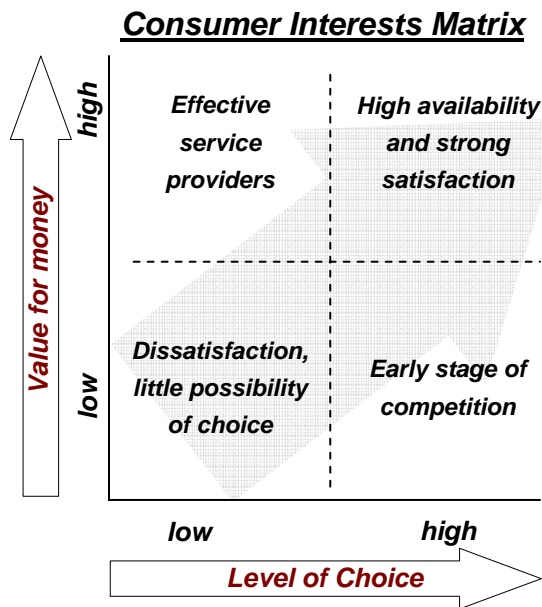 Consumer Interests Matrix
Value for money
high
low
Effective
service
providers
High availability
and strong
satisfaction
Dissatisfaction,
little possibility
of choice
Early stage of
competition
low
high
Level of Choice